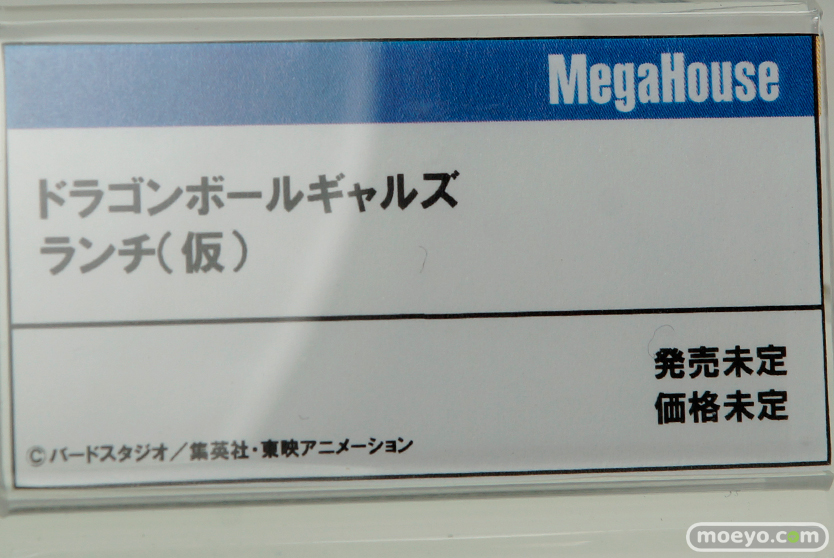 MegaHouse
ドラゴンボールギャルズ
ランチ(仮)
発売未定
価格未定
©バードスタジオ／集英社・東映アニメーション
moeyo.com